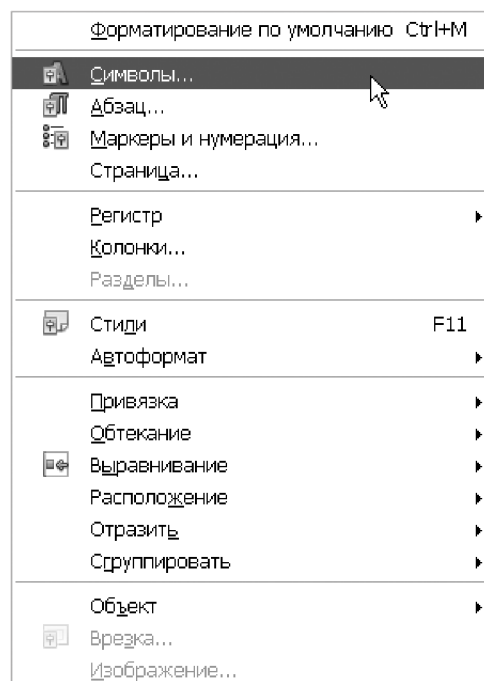 Форматирование по умолчанию Ctrl+M
Символы...
Абзац...
Маркеры и нумерация...
Страница...
Регистр
Колонки...
Разделы...
Стили F11
Автоформат
Привязка
Обтекание
Выравнивание
Расположение
Отразить
Сгруппировать
Объект
Врезка...
Изображение...